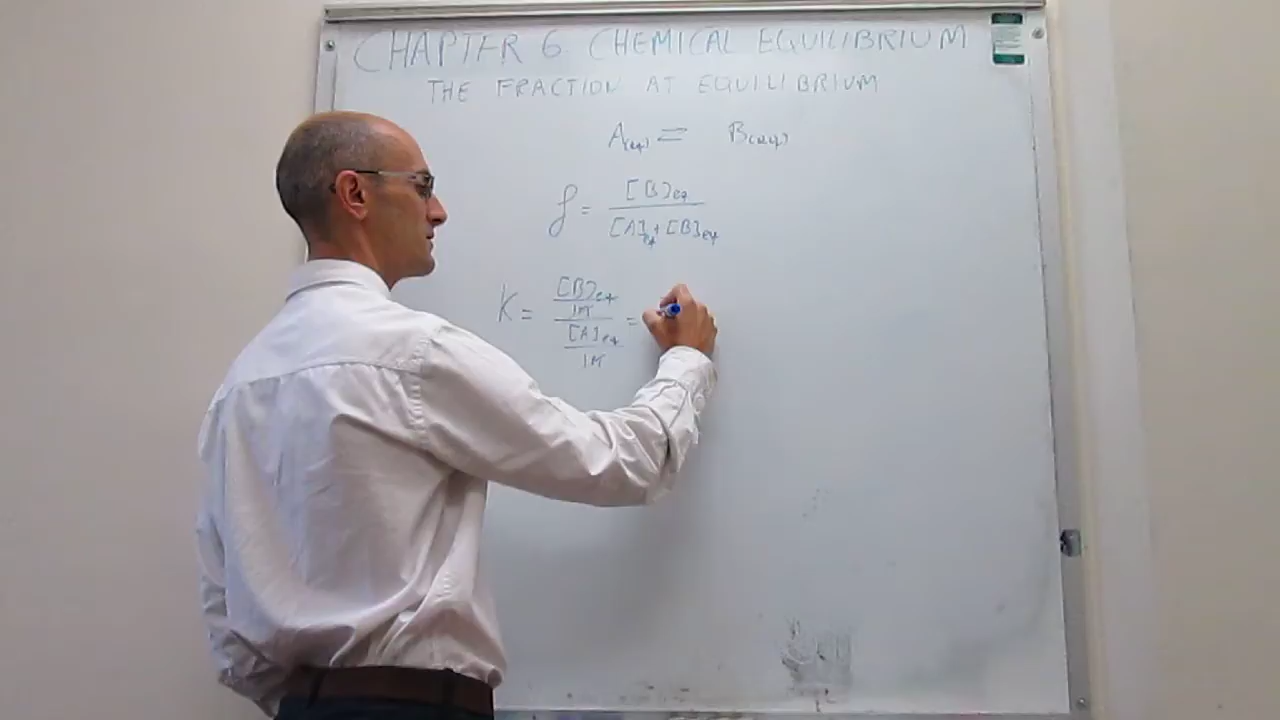 CHAPTER 6 CHEMICAL EQUILIBRIUM
THE FRACTION AT EQUILIBRIUM
A(aq) ⇌ B(aq)
f = [B]eq / [A]eq + [B]eq
K = [B]eq / 1M / [A]eq / 1M =